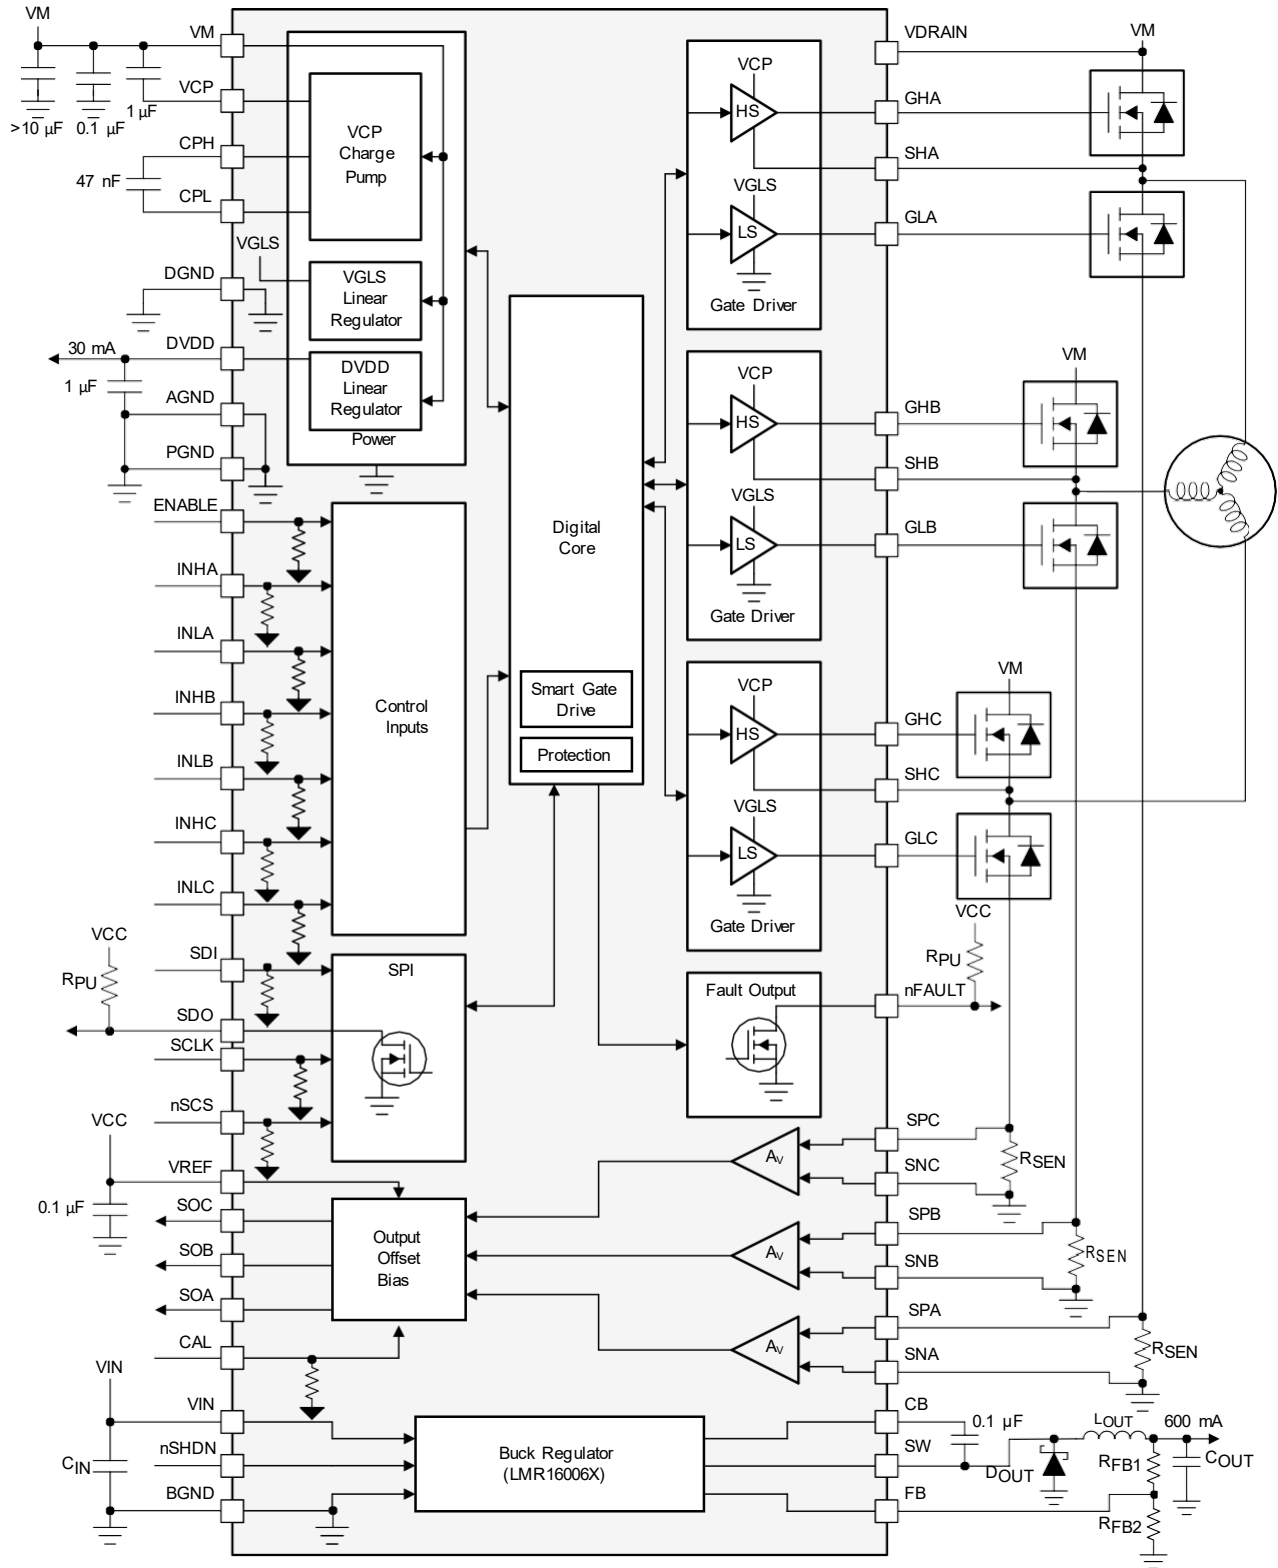 VM
VM
VCP
>10 µF
0.1 µF
1 µF
CPH
47 nF
CPL
VGLS
DGND
DVDD
30 mA
1 µF
AGND
PGND
ENABLE
INHA
INLA
INHB
INLB
INHC
INLC
VCC
SDI
RPU
SDO
SCLK
nSCS
VCC
VREF
0.1 µF
SOC
SOB
SOA
CAL
VIN
VIN
nSHDN
CIN
BGND
VCP
Charge
Pump
VGLS
Linear
Regulator
DVDD
Linear
Regulator
Power
Control
Inputs
SPI
Output
Offset
Bias
Digital
Core
Smart Gate
Drive
Protection
Buck Regulator
(LMR16006X)
VCP
HS
VGLS
LS
Gate Driver
VCP
HS
VGLS
LS
Gate Driver
VCP
HS
VGLS
LS
Gate Driver
Fault Output
AV
AV
AV
VDRAIN
VM
GHA
SHA
GLA
VM
GHB
SHB
GLB
VM
GHC
SHC
GLC
VCC
RPU
nFAULT
SPC
SNC
RSEN
SPB
SNB
RSEN
SPA
SNA
RSEN
CB
0.1 µF
LOUT
600 mA
SW
DOUT
RFB1
COUT
FB
RFB2